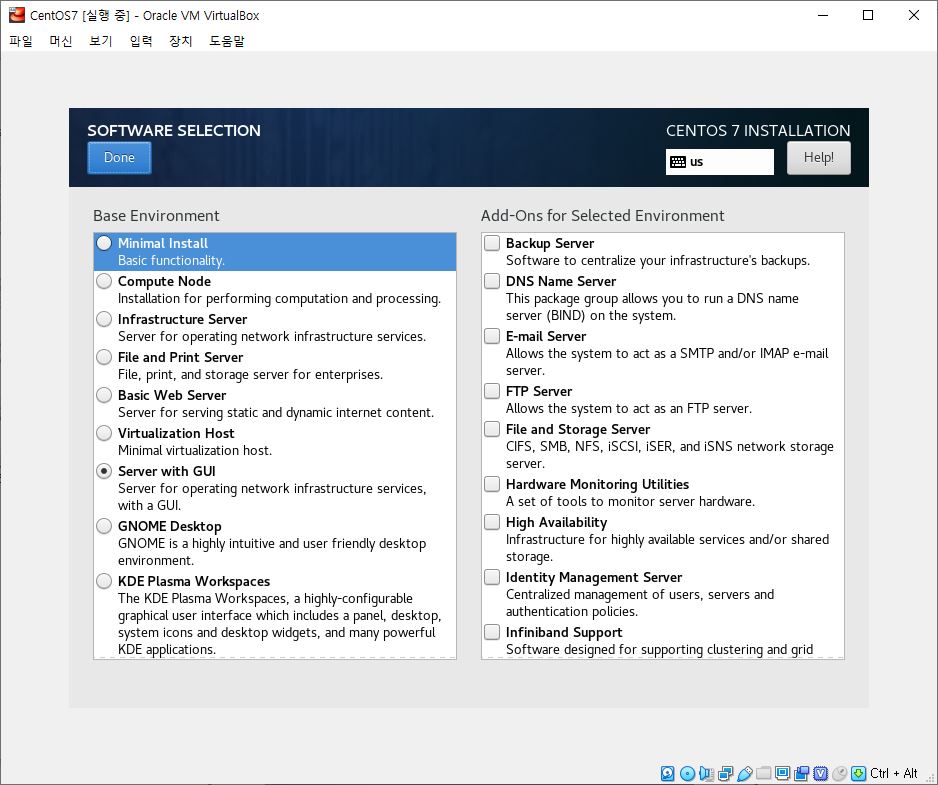 CentOS7 [실행 중] - Oracle VM VirtualBox
파일 머신 보기 입력 장치 도움말
SOFTWARE SELECTION
Done
CENTOS 7 INSTALLATION
us
Help!
Base Environment
Minimal Install
Basic functionality.
Compute Node
Installation for performing computation and processing.
Infrastructure Server
Server for operating network infrastructure services.
File and Print Server
File, print, and storage server for enterprises.
Basic Web Server
Server for serving static and dynamic internet content.
Virtualization Host
Minimal virtualization host.
Server with GUI
Server for operating network infrastructure services,
with a GUI.
GNOME Desktop
GNOME is a highly intuitive and user friendly desktop
environment.
KDE Plasma Workspaces
The KDE Plasma Workspaces, a highly-configurable
graphical user interface which includes a panel, desktop,
system icons and desktop widgets, and many powerful
KDE applications.
Add-Ons for Selected Environment
Backup Server
Software to centralize your infrastructure's backups.
DNS Name Server
This package group allows you to run a DNS name
server (BIND) on the system.
E-mail Server
Allows the system to act as a SMTP and/or IMAP e-mail
server.
FTP Server
Allows the system to act as an FTP server.
File and Storage Server
CIFS, SMB, NFS, iSCSI, iSER, and iSNS network storage
server.
Hardware Monitoring Utilities
A set of tools to monitor server hardware.
High Availability
Infrastructure for highly available services and/or shared
storage.
Identity Management Server
Centralized management of users, servers and
authentication policies.
Infiniband Support
Software designed for supporting clustering and grid
Ctrl + Alt